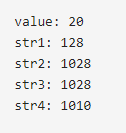 value: 20
str1: 128
str2: 1028
str3: 1028
str4: 1010